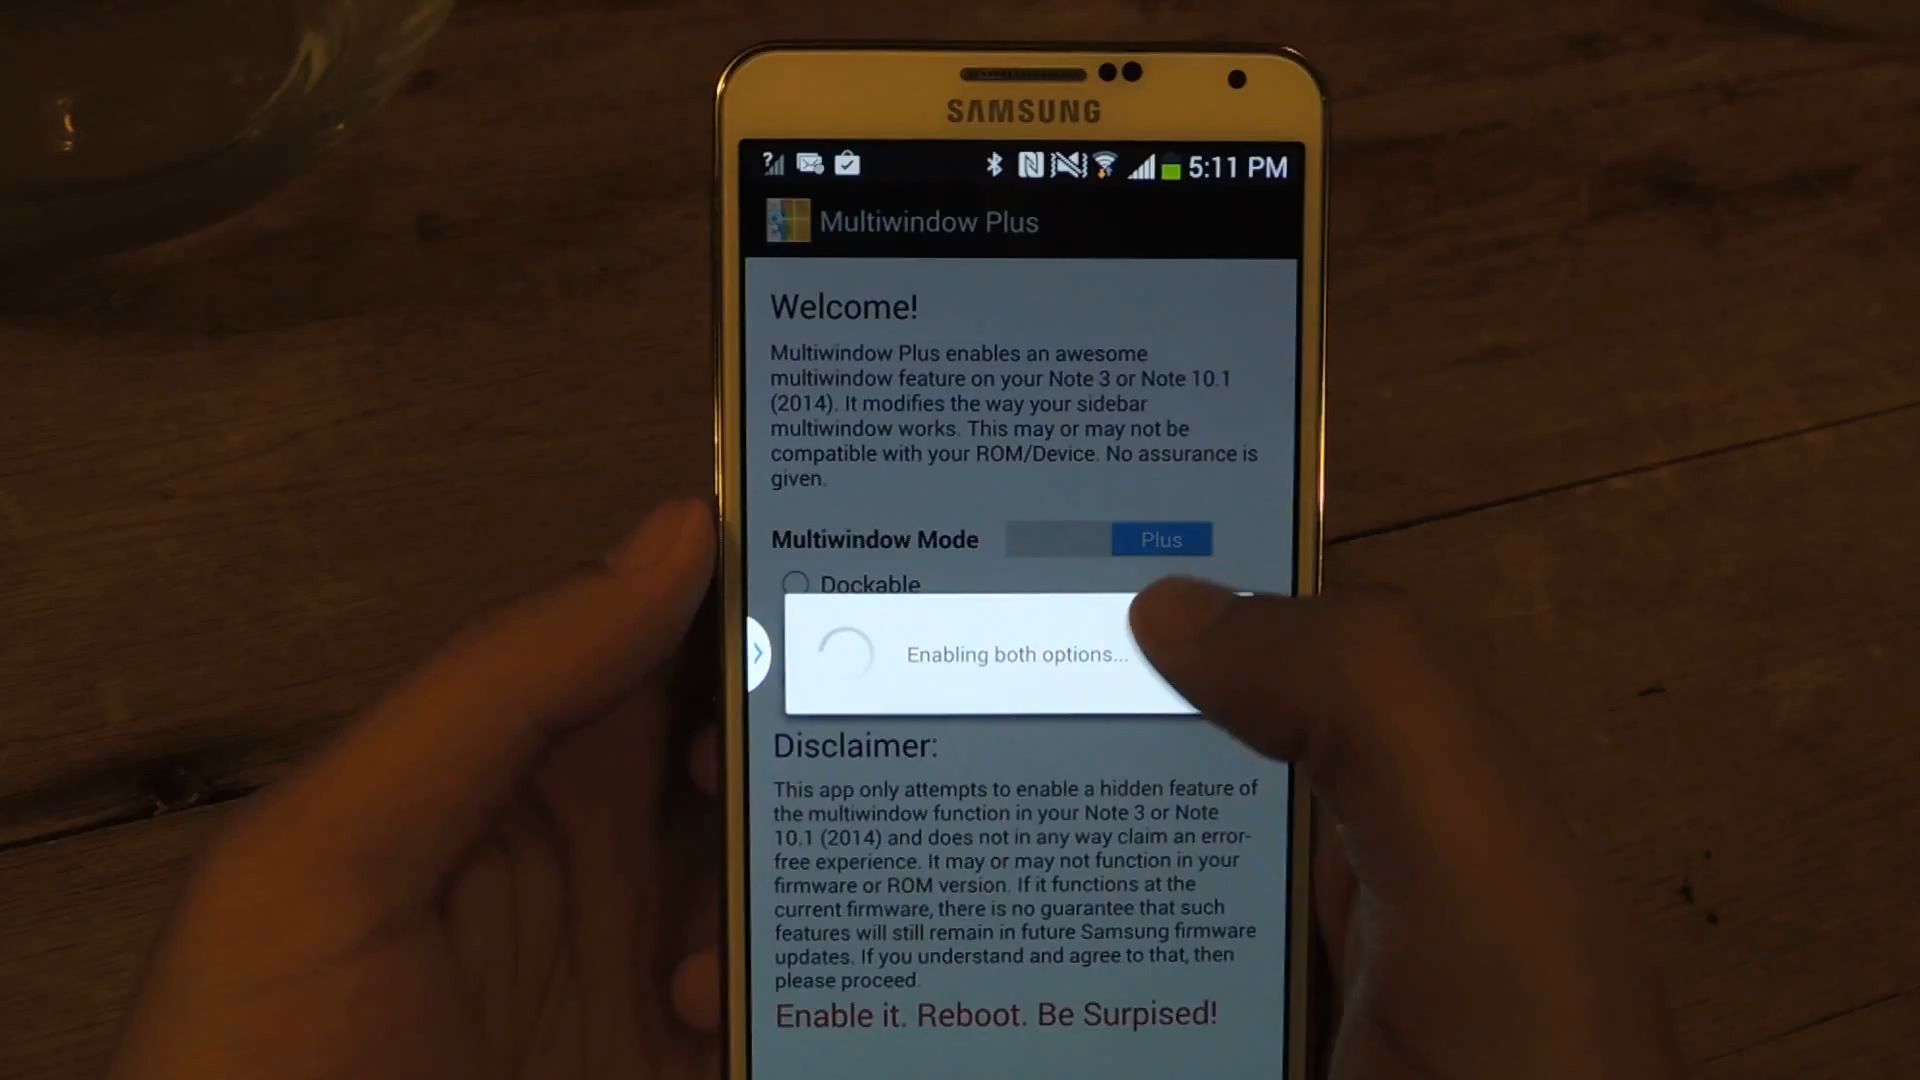 SAMSUNG
5:11 PM
Multiwindow Plus
Welcome!
Multiwindow Plus enables an awesome
multiwindow feature on your Note 3 or Note 10.1
(2014). It modifies the way your sidebar
multiwindow works. This may or may not be
compatible with your ROM/Device. No assurance is
given.
Multiwindow Mode Plus
Dockable
Enabling both options...
Disclaimer:
This app only attempts to enable a hidden feature of
the multiwindow function in your Note 3 or Note
10.1 (2014) and does not in any way claim an error-
free experience. It may or may not function in your
firmware or ROM version. If it functions at the
current firmware, there is no guarantee that such
features will still remain in future Samsung firmware
updates. If you understand and agree to that, then
please proceed.
Enable it. Reboot. Be Surpised!